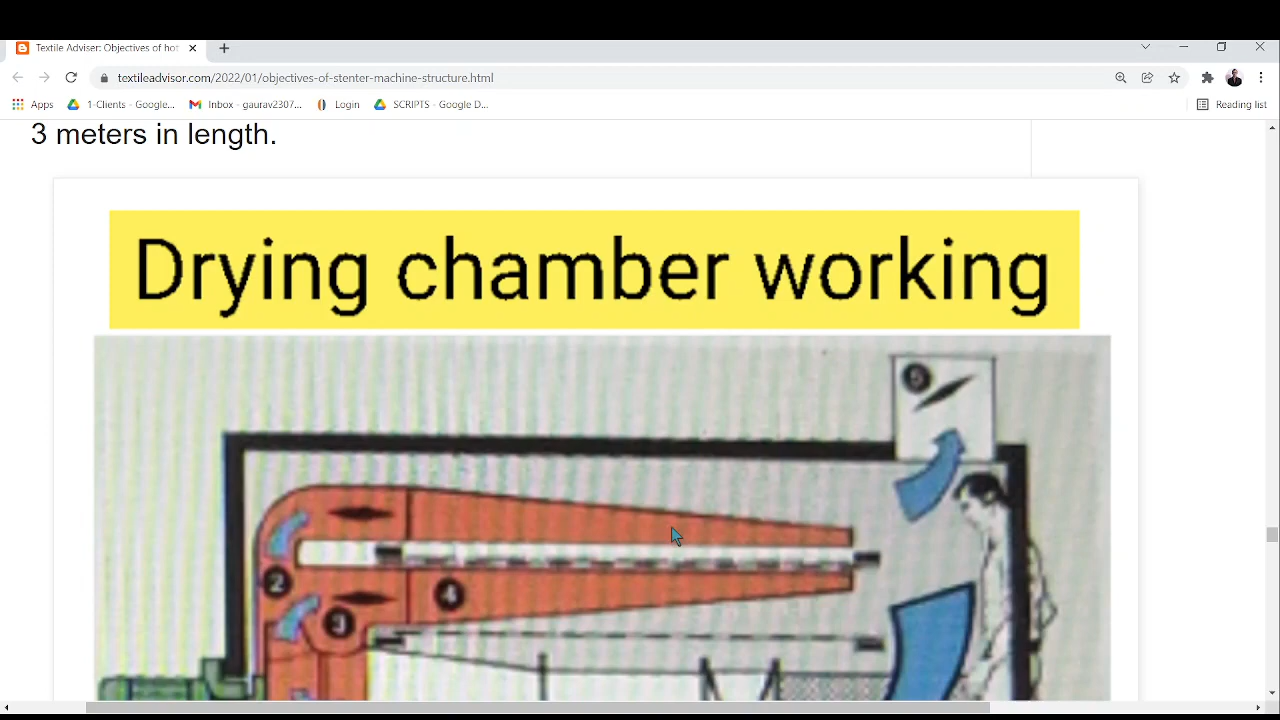 Textile Adviser: Objectives of hot
textileadvisor.com/2022/01/objectives-of-stenter-machine-structure.html
Apps
1-Clients - Google...
Inbox - gaurav2307...
Login
SCRIPTS - Google D...
Reading list
3 meters in length.
Drying chamber working
5
2
4
3